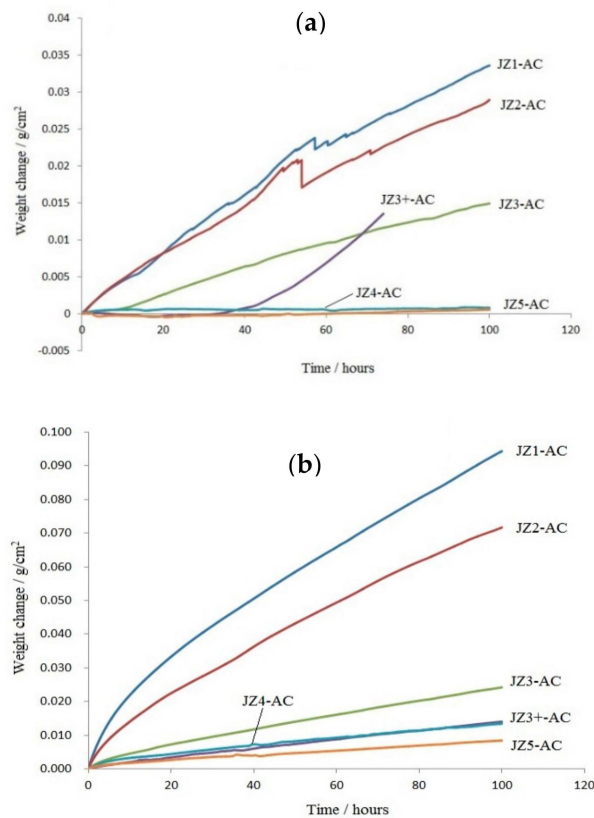 (a)
0.04
0.035
0.03
0.025
0.02
0.015
0.01
0.005
0
-0.005
Weight change / g/cm²
JZ1-AC
JZ2-AC
JZ3+-AC
JZ3-AC
JZ4-AC
JZ5-AC
0 20 40 60 80 100 120
Time / hours
(b)
0.100
0.090
0.080
0.070
0.060
0.050
0.040
0.030
0.020
0.010
0.000
Weight change / g/cm²
JZ1-AC
JZ2-AC
JZ3-AC
JZ4-AC
JZ3+-AC
JZ5-AC
0 20 40 60 80 100 120
Time / hours